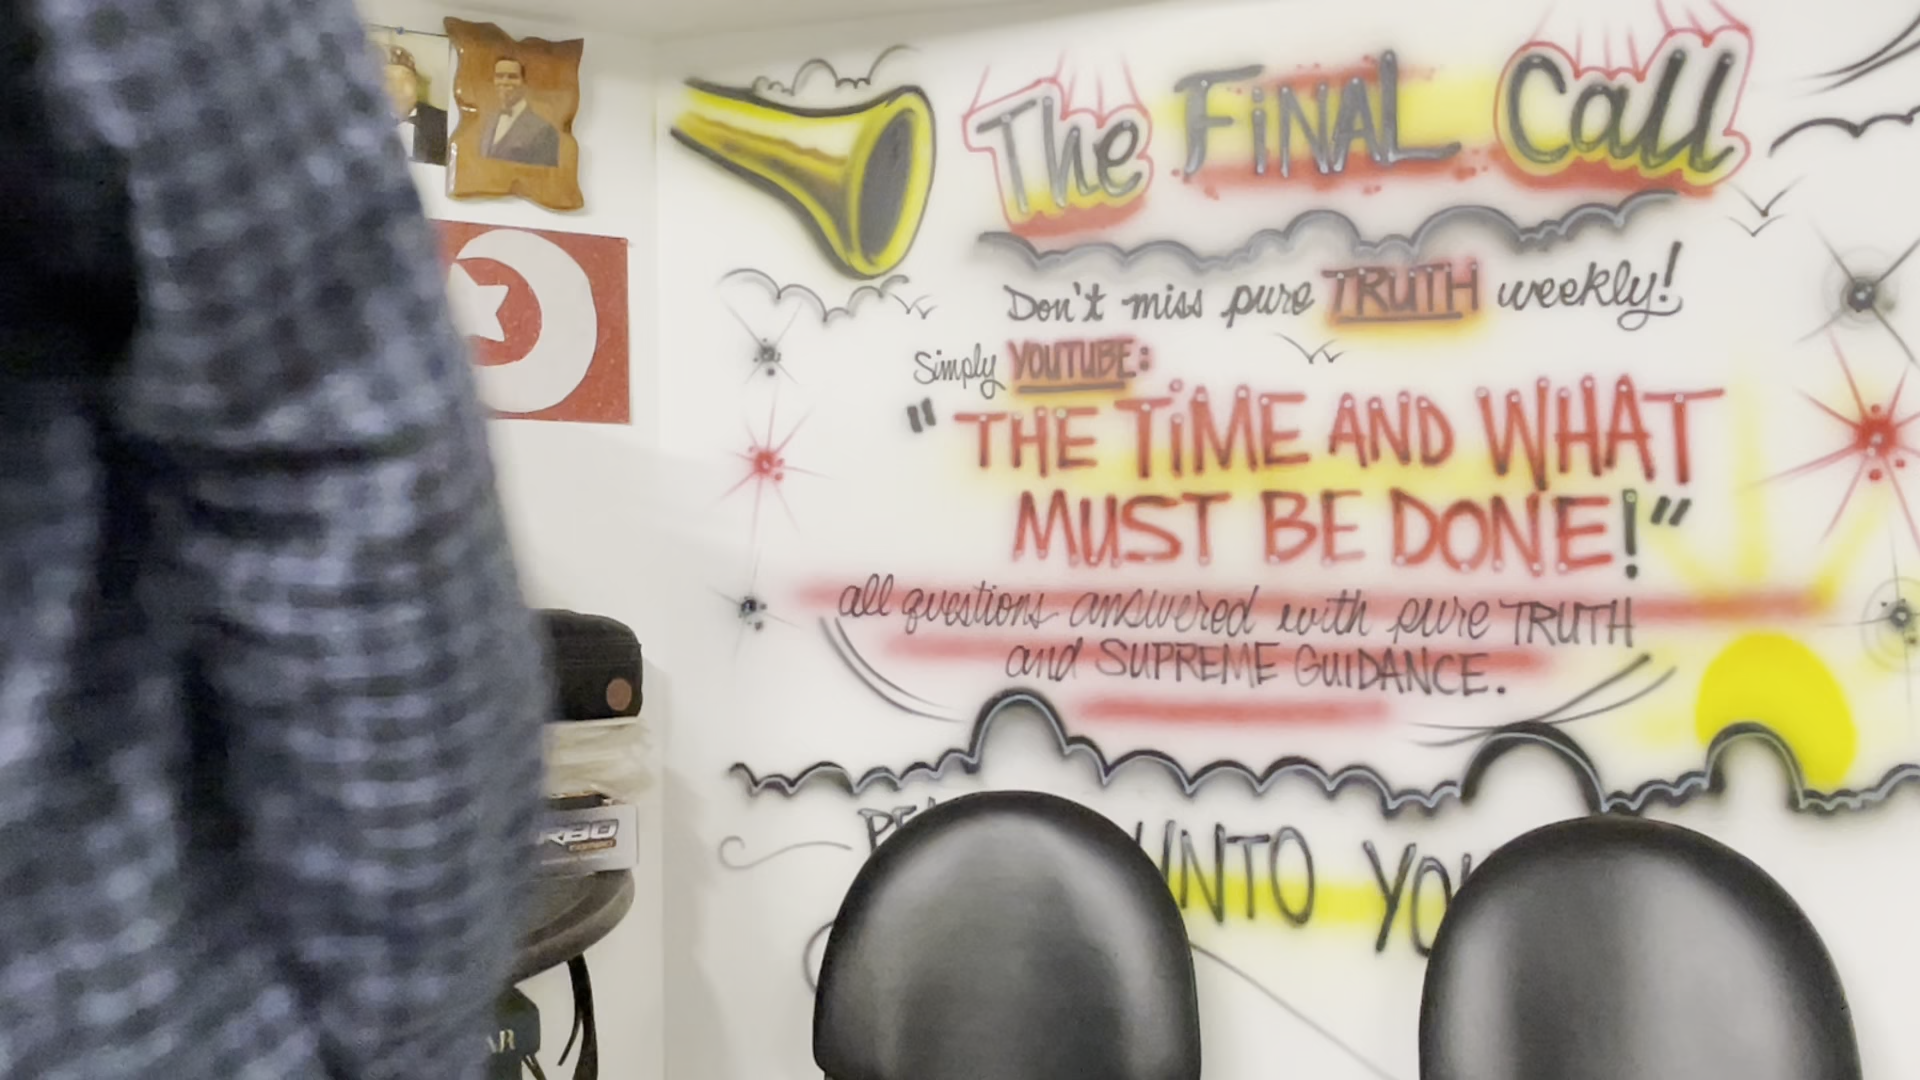 The FiNAL Call
Don't miss pure TRUTH weekly!
Simply YOUTUBE:
"THE TiME AND WHAT
MUST BE DONE!"
all questions answered with pure TRUTH
and SUPREME GUIDANCE.
UNTO